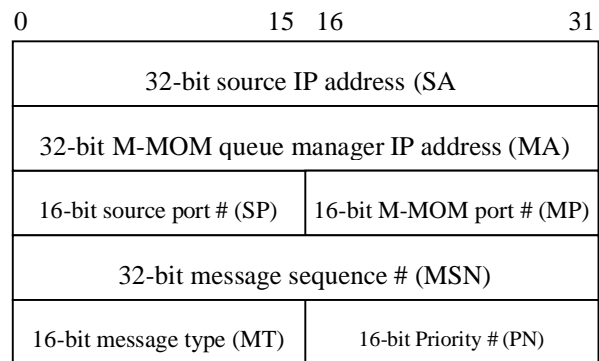 0 15 16 31
32-bit source IP address (SA
32-bit M-MOM queue manager IP address (MA)
16-bit source port # (SP) 16-bit M-MOM port # (MP)
32-bit message sequence # (MSN)
16-bit message type (MT) 16-bit Priority # (PN)